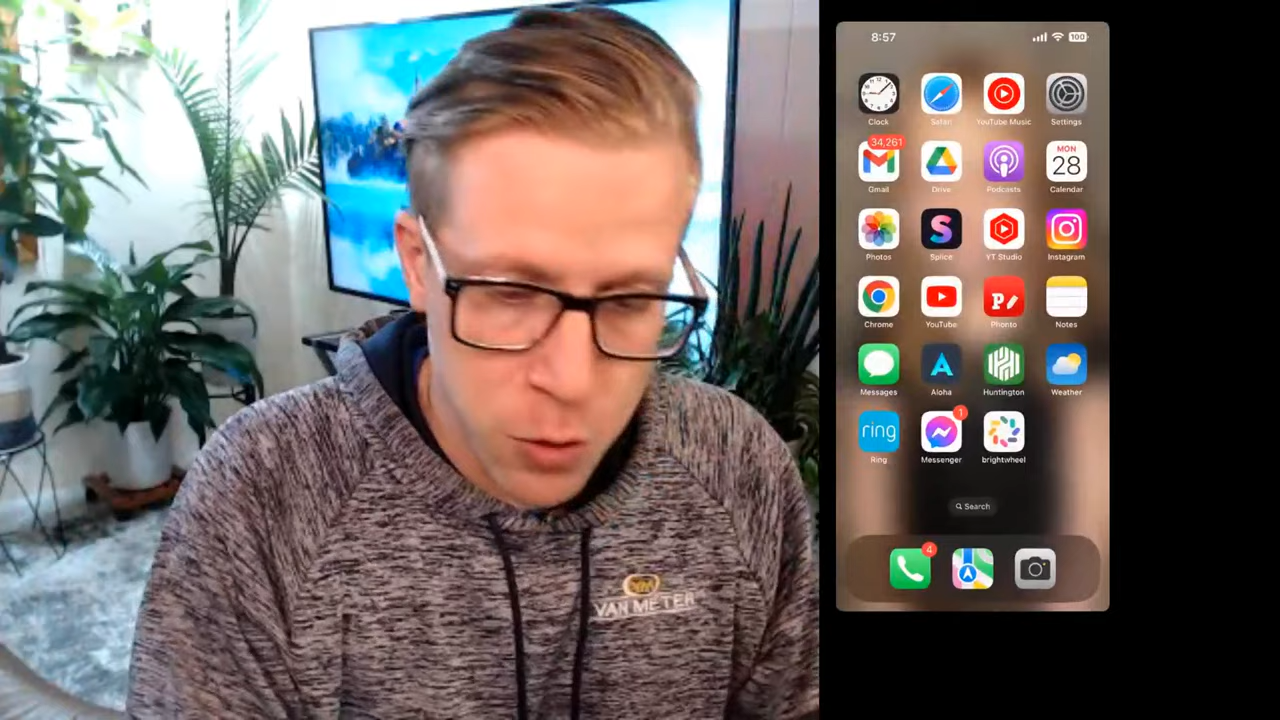 8:57
100
Clock
Safari
YouTube Music
Settings
34,261
MON
28
Gmail
Drive
Podcasts
Calendar
Photos
Splice
YT Studio
Instagram
Chrome
YouTube
Phonto
Notes
Messages
Aloha
Huntington
Weather
ring
1
Ring
Messenger
brightwheel
Search
4
VM
VAN METER